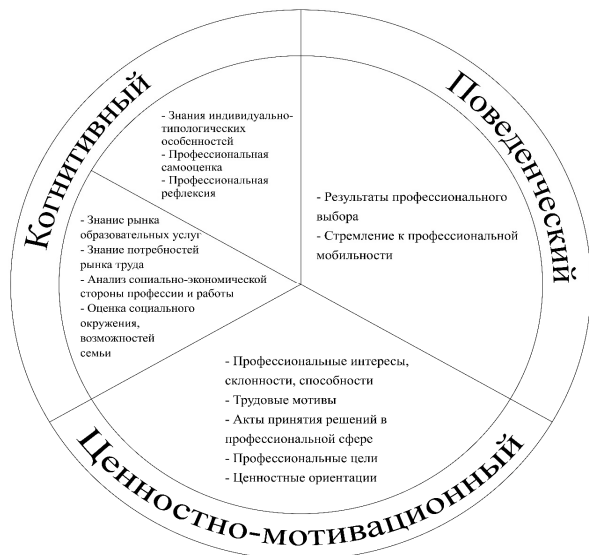 Когнитивный
- Знания индивидуально-
типологических
особенностей
- Профессиональная
самооценка
- Профессиональная
рефлексия
- Знание рынка
образовательных услуг
- Знание потребностей
рынка труда
- Анализ социально-экономической
стороны профессии и работы
- Оценка социального
окружения,
возможностей
семьи
Поведенческий
- Результаты профессионального
выбора
- Стремление к профессиональной
мобильности
- Профессиональные интересы,
склонности, способности
- Трудовые мотивы
- Акты принятия решений в
профессиональной сфере
- Профессиональные цели
- Ценностные ориентации
Ценностно-мотивационный